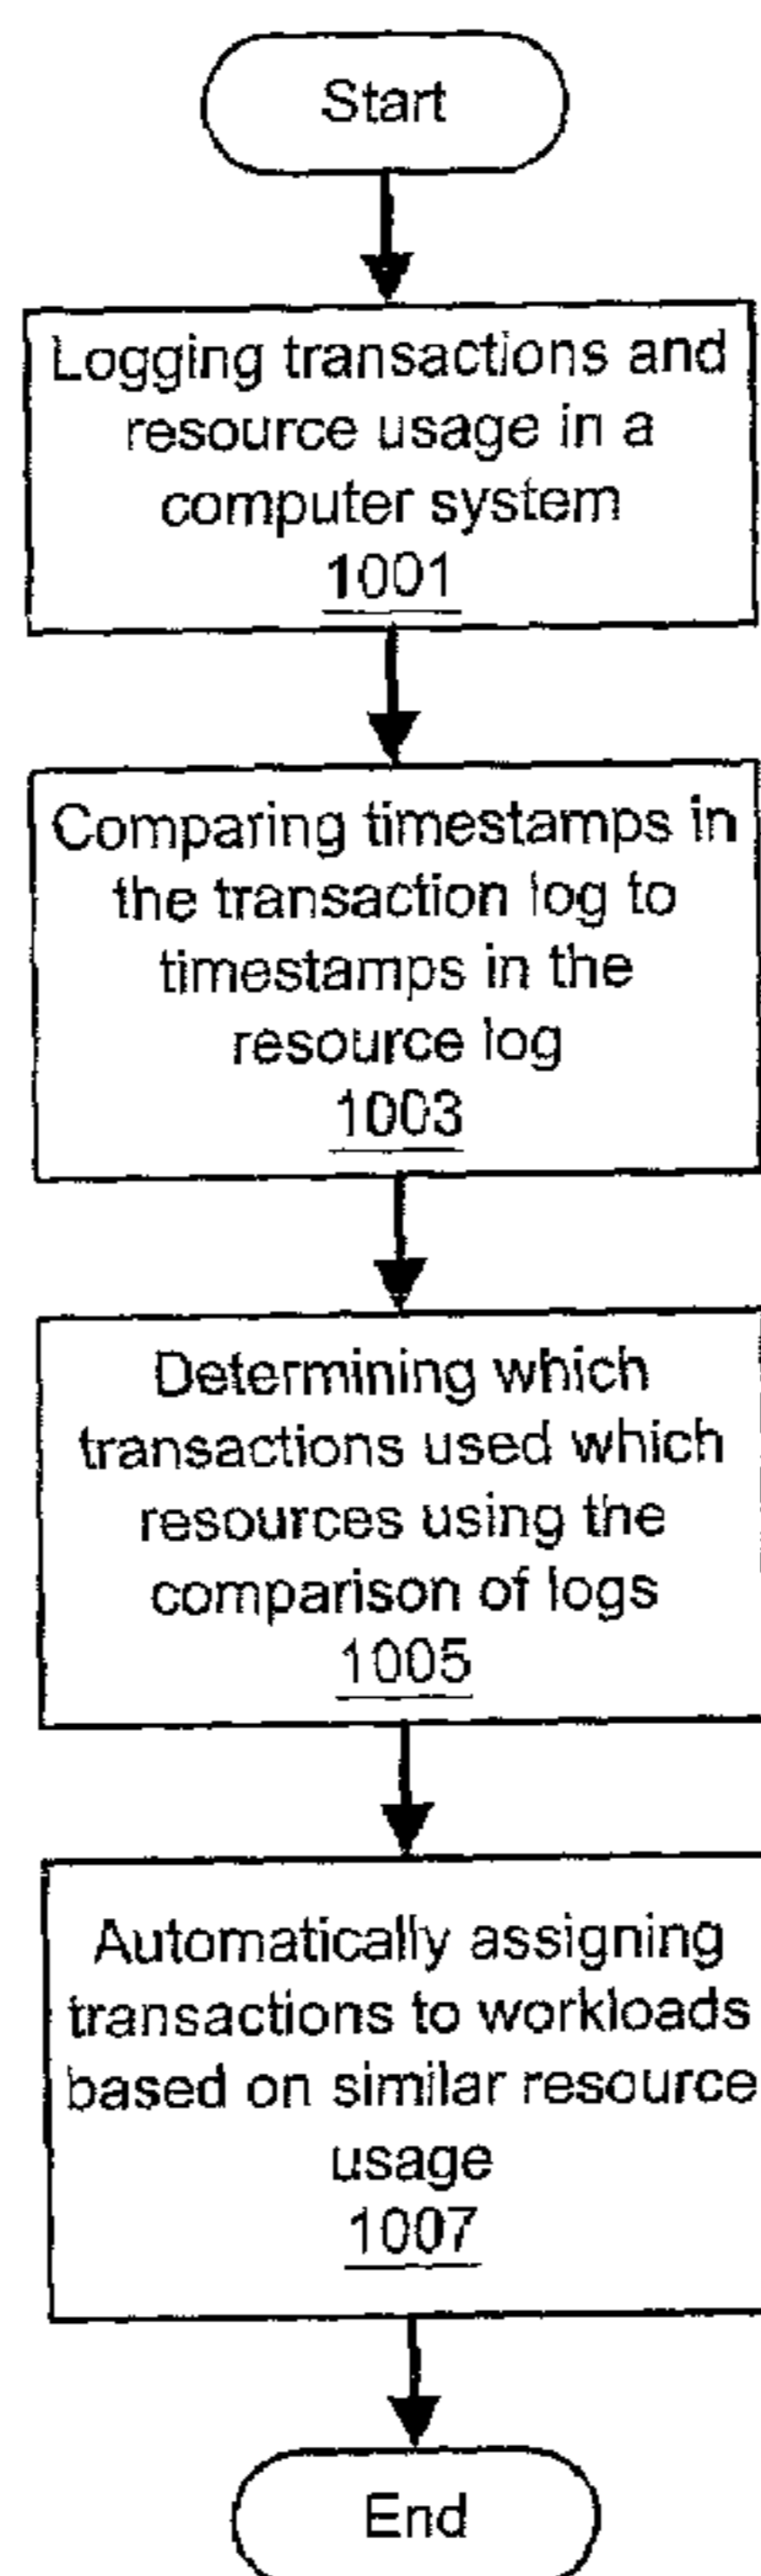 Start
Logging transactions and
resource usage in a
computer system
1001
Comparing timestamps in
the transaction log to
timestamps in the
resource log
1003
Determining which
transactions used which
resources using the
comparison of logs
1005
Automatically assigning
transactions to workloads
based on similar resource
usage
1007
End